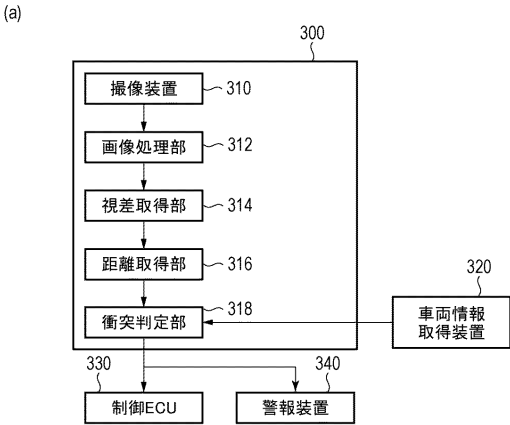 (a)
300
撮像装置 310
画像処理部 312
視差取得部 314
距離取得部 316
318
衝突判定部
320
車両情報
取得装置
330
制御ECU
340
警報装置